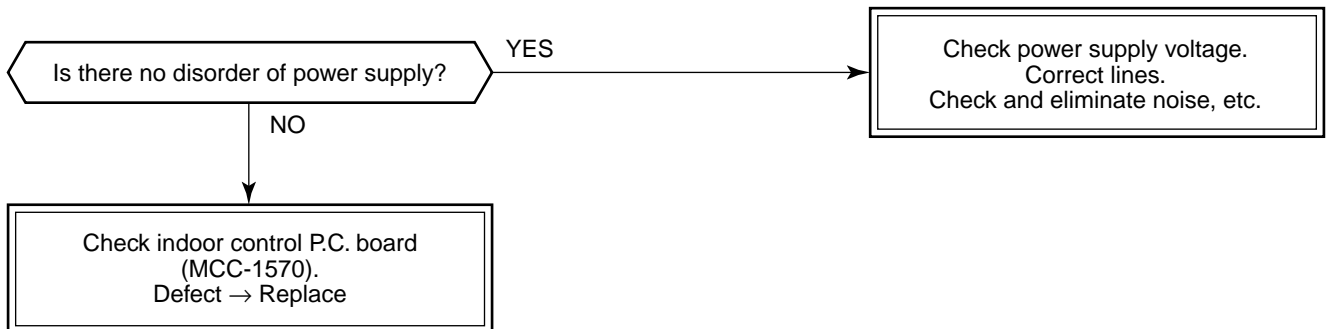 Is there no disorder of power supply?
YES
Check power supply voltage.
Correct lines.
Check and eliminate noise, etc.
NO
Check indoor control P.C. board
(MCC-1570).
Defect → Replace